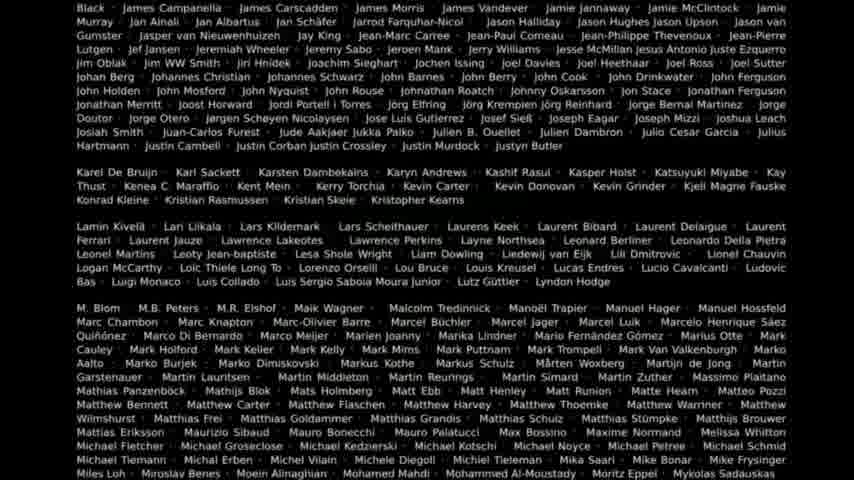 Black · James Campanella · James Carscadden · James Morris · James Vandever · Jamie Jannaway · Jamie McClintock · Jamie
Murray · Jan Ainali · Jan Albartus · Jan Schäfer · Jarrod Farquhar-Nicol · Jason Halliday · Jason Hughes Jason Upson · Jason van
Gumster · Jasper van Nieuwenhuizen · Jay King · Jean-Marc Carree · Jean-Paul Comeau · Jean-Philippe Thevenoux · Jean-Pierre
Lutgen · Jef Jansen · Jeremiah Wheeler · Jeremy Sabo · Jeroen Mank · Jerry Williams · Jesse McMillan Jesus Antonio Juste Ezquerro
Jim Oblak · Jim WW Smith · Jiri Hnidek · Joachim Sieghart · Jochen Issing · Joel Davies · Joel Heethaar · Joel Ross · Joel Sutter
Johan Berg · Johannes Christian · Johannes Schwarz · John Barnes · John Berry · John Cook · John Drinkwater · John Ferguson
John Holden · John Mosford · John Nyquist · John Rouse · Johnathan Roatch · Johnny Oskarsson · Jon Stace · Jonathan Ferguson
Jonathan Merritt · Joost Horward · Jordi Portell i Torres · Jörg Elfring · Jörg Krempien Jörg Reinhard · Jorge Bernal Martinez · Jorge
Doutor · Jorge Otero · Jørgen Schøyen Nicolaysen · Jose Luis Gutierrez · Josef Sieß · Joseph Eagar · Joseph Mizzi · Joshua Leach
Josiah Smith · Juan-Carlos Furest · Jude Aakjaer Jukka Palko · Julien B. Ouellet · Julien Dambron · Julio Cesar Garcia · Julius
Hartmann · Justin Cambell · Justin Corban Justin Crossley · Justin Murdock · Justyn Butler
Karel De Bruijn · Karl Sackett · Karsten Dambekalns · Karyn Andrews · Kashif Rasul · Kasper Holst · Katsuyuki Miyabe · Kay
Thust · Kenea C. Maraffio · Kent Mein · Kerry Torchia · Kevin Carter · Kevin Donovan · Kevin Grinder · Kjell Magne Fauske
Konrad Kleine · Kristian Rasmussen · Kristian Skeie · Kristopher Kearns
Lamin Kivelä · Lari Liikala · Lars Kildemark · Lars Scheithauer · Laurens Keek · Laurent Bibard · Laurent Delaigue · Laurent
Ferrari · Laurent Jauze · Lawrence Lakeotes · Lawrence Perkins · Layne Northsea · Leonard Berliner · Leonardo Della Pietra
Leonel Martins · Leoty Jean-baptiste · Lesa Shole Wright · Liam Dowling · Liedewij van Eijk · Lili Dmitrovic · Lionel Chauvin
Logan McCarthy · Loic Thiele Long To · Lorenzo Orselli · Lou Bruce · Louis Kreusel · Lucas Endres · Lucio Cavalcanti · Ludovic
Bas · Luigi Monaco · Luis Collado · Luis Sergio Saboia Moura Junior · Lutz Güttler · Lyndon Hodge
M. Blom · M.B. Peters · M.R. Elshof · Maik Wagner · Malcolm Tredinnick · Manoël Trapier · Manuel Hager · Manuel Hossfeld
Marc Chambon · Marc Knapton · Marc-Olivier Barre · Marcel Büchler · Marcel Jager · Marcel Luik · Marcelo Henrique Sáez
Quiñónez · Marco Di Bernardo · Marco Meijer · Marien Joanny · Marika Lindner · Mario Fernández Gómez · Marius Otte · Mark
Cauley · Mark Holford · Mark Keller · Mark Kelly · Mark Mims · Mark Puttnam · Mark Trompell · Mark Van Valkenburgh · Marko
Aalto · Marko Burjek · Marko Dimiskovski · Markus Kothe · Markus Schulz · Mårten Woxberg · Martijn de Jong · Martin
Garstenauer · Martin Lauritsen · Martin Middleton · Martin Reurings · Martin Simard · Martin Zuther · Massimo Plaitano
Mathias Panzenböck · Mathijs Blok · Mats Holmberg · Matt Ebb · Matt Henley · Matt Runion · Matte Hearn · Matteo Pozzi
Matthew Bennett · Matthew Carter · Matthew Flaschen · Matthew Harvey · Matthew Thoemke · Matthew Warriner · Matthew
Wilmshurst · Matthias Frei · Matthias Goldammer · Matthias Grandis · Matthias Schulz · Matthias Stümpke · Matthijs Brouwer
Mattias Eriksson · Maurizio Sibaud · Mauro Bonecchi · Mauro Palatucci · Max Bossino · Maxime Normand · Melissa Whitton
Michael Fletcher · Michael Groseclose · Michael Kedzierski · Michael Kotschi · Michael Noyce · Michael Peltree · Michael Schmid
Michael Tiemann · Michal Erben · Michel Vilain · Michele Diegoli · Michiel Tieleman · Mika Saari · Mike Bonar · Mike Frysinger
Miles Loh · Miroslav Benes · Moein Alinaghian · Mohamed Mahdi · Mohammed Al-Moustady · Moritz Eppel · Mykolas Sadauskas